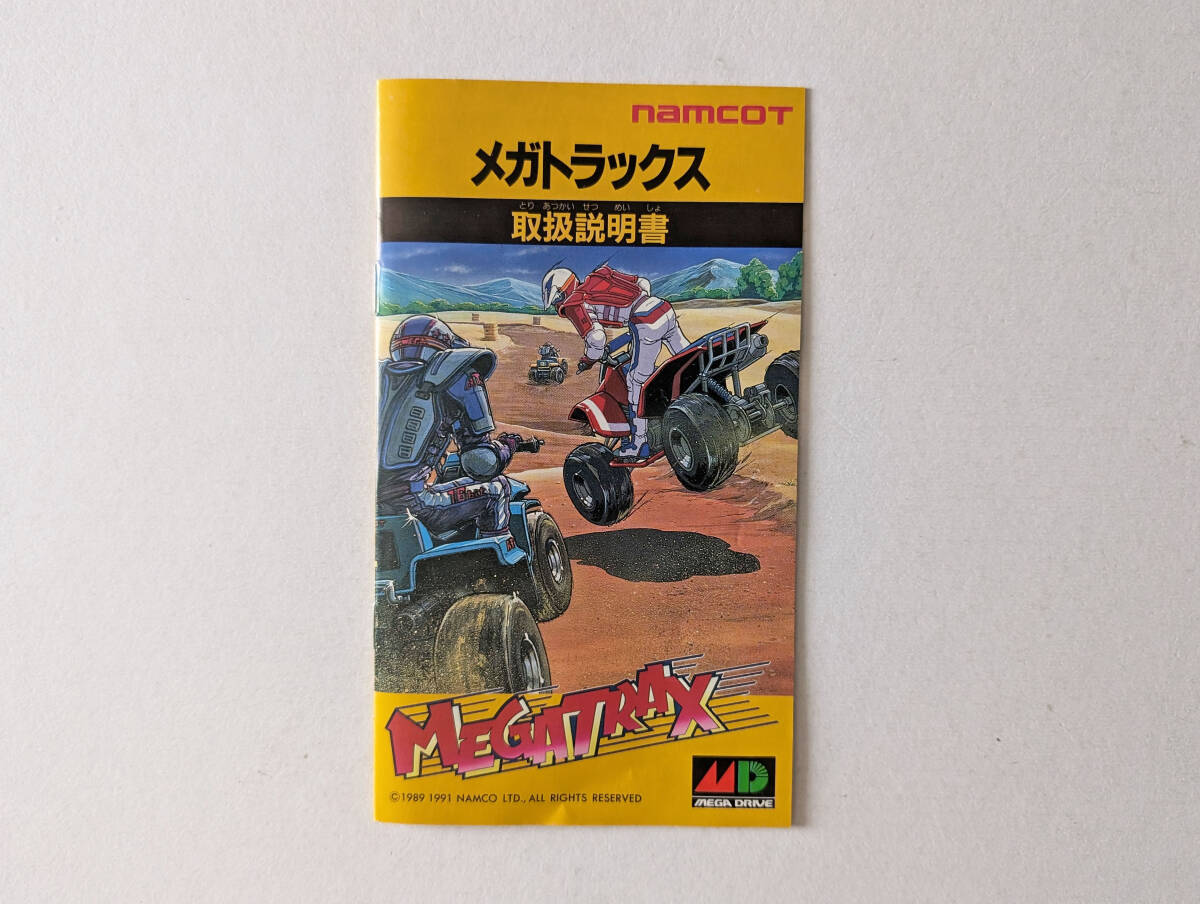 namcot
メガトラックス
とり あつかい せつ めい しょ
取扱説明書
MEGATRAX
©1989 1991 NAMCO LTD., ALL RIGHTS RESERVED
MD
MEGA DRIVE